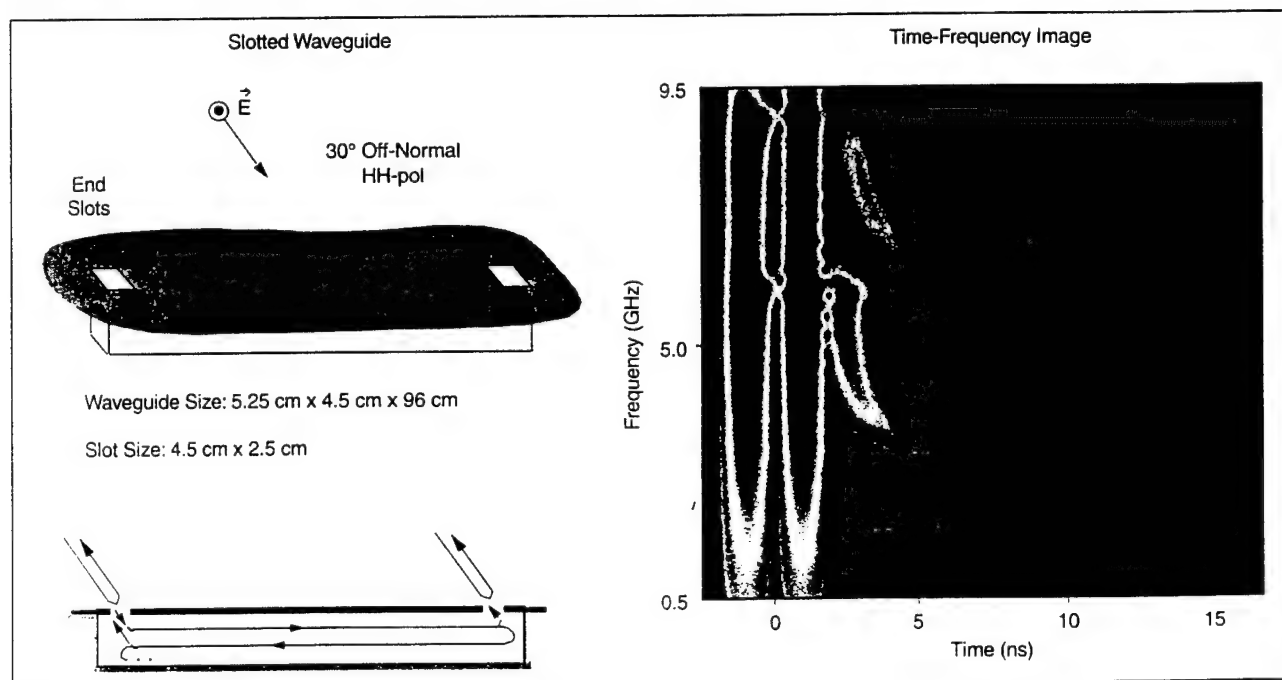 Slotted Waveguide
E
30° Off-Normal
HH-pol
End
Slots
Waveguide Size: 5.25 cm x 4.5 cm x 96 cm
Slot Size: 4.5 cm x 2.5 cm
Time-Frequency Image
9.5
5.0
0.5
Frequency (GHz)
0
5
10
15
Time (ns)